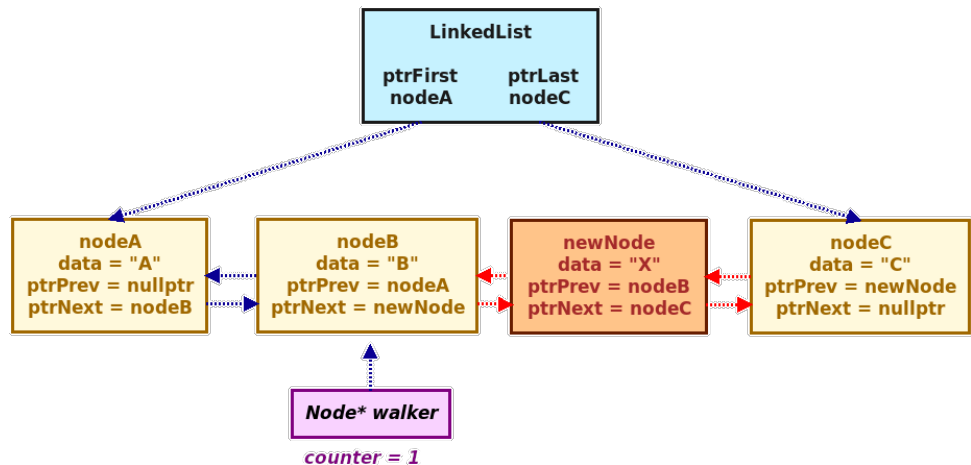 LinkedList
ptrFirst ptrLast
nodeA nodeC
nodeA
data = "A"
ptrPrev = nullptr
ptrNext = nodeB
nodeB
data = "B"
ptrPrev = nodeA
ptrNext = newNode
newNode
data = "X"
ptrPrev = nodeB
ptrNext = nodeC
nodeC
data = "C"
ptrPrev = newNode
ptrNext = nullptr
Node* walker
counter = 1